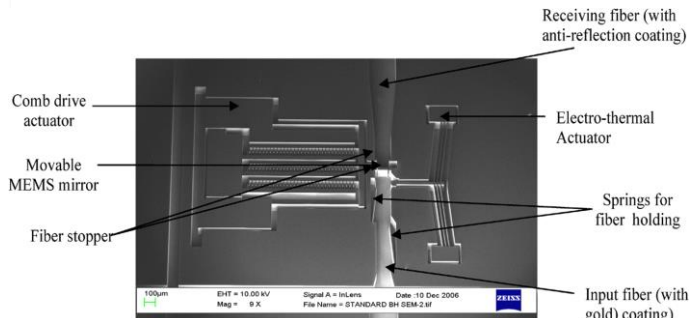 Receiving fiber (with
anti-reflection coating)
Comb drive
actuator
Electro-thermal
Actuator
Movable
MEMS mirror
Springs for
fiber holding
Fiber stopper
100µm
EHT = 10.00 kV
Signal A = InLens
Date :10 Dec 2006
Mag = 9 X
File Name = STANDARD BH SEM-2.tif
ZEISS
Input fiber (with
gold) coating)